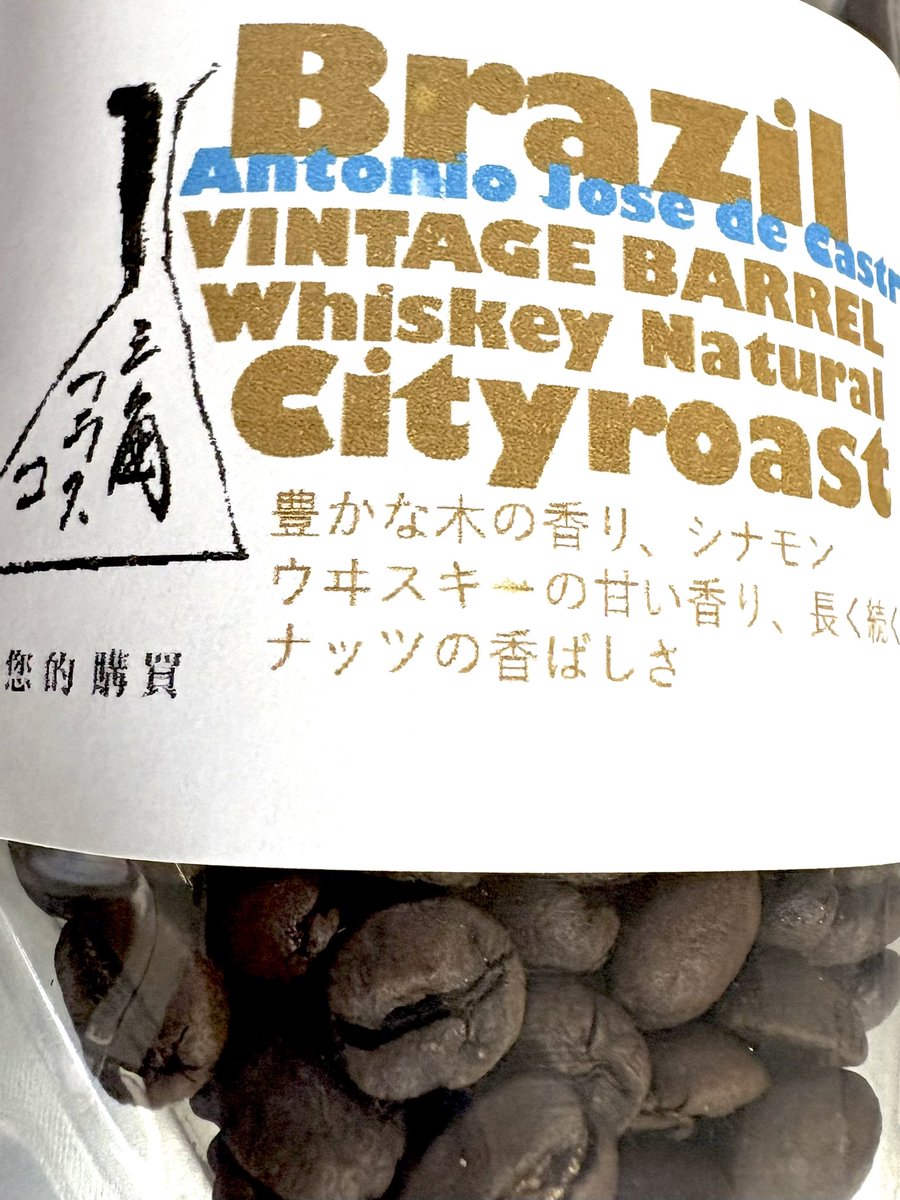 Brazil
Antonio Jose de Castr
VINTAGE BARREL
Whiskey Natural
Cityroast
三角
フラスコ
豊かな木の香り、シナモン
ウヰスキーの甘い香り、長く続く
ナッツの香ばしさ
您的購買